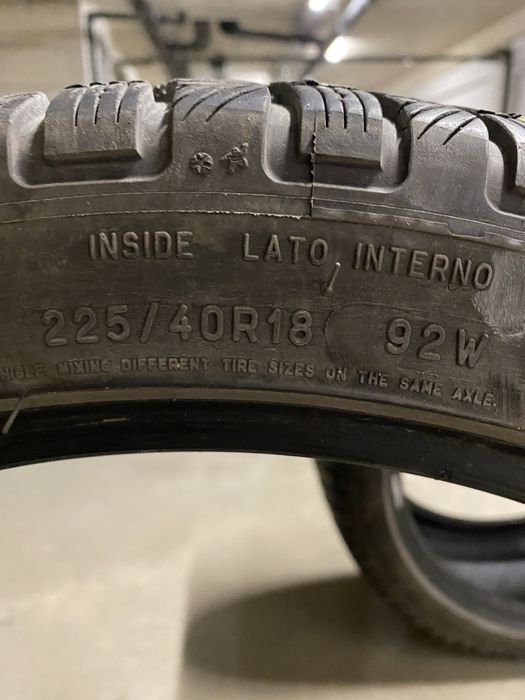 INSIDE LATO INTERNO
225/40R18 92W
MIXING DIFFERENT TIRE SIZES ON THE SAME AXLE.